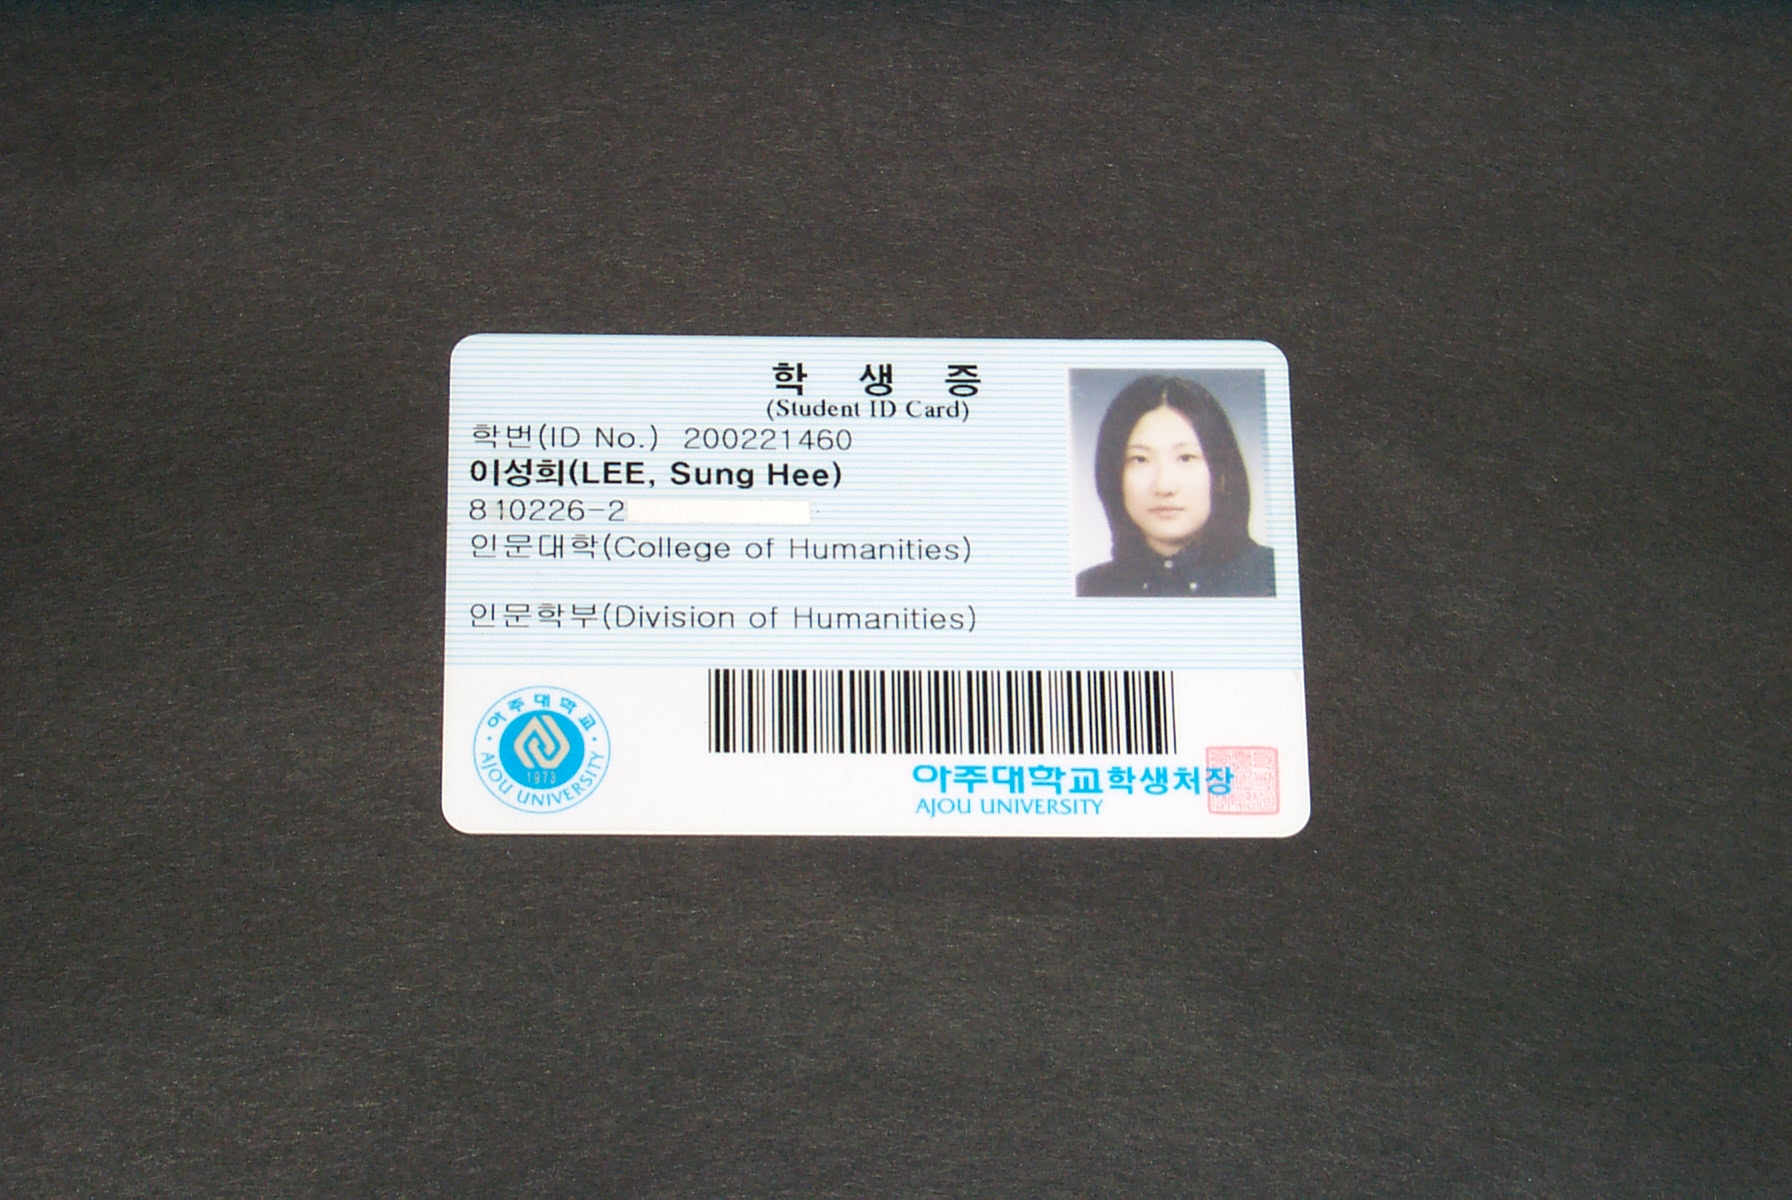 학 생 증
(Student ID Card)
학번(ID No.) 200221460
이성희(LEE, Sung Hee)
810226-2
인문대학(College of Humanities)
인문학부(Division of Humanities)
아주대학교
AJOU UNIVERSITY
1973
아주대학교학생처장
AJOU UNIVERSITY